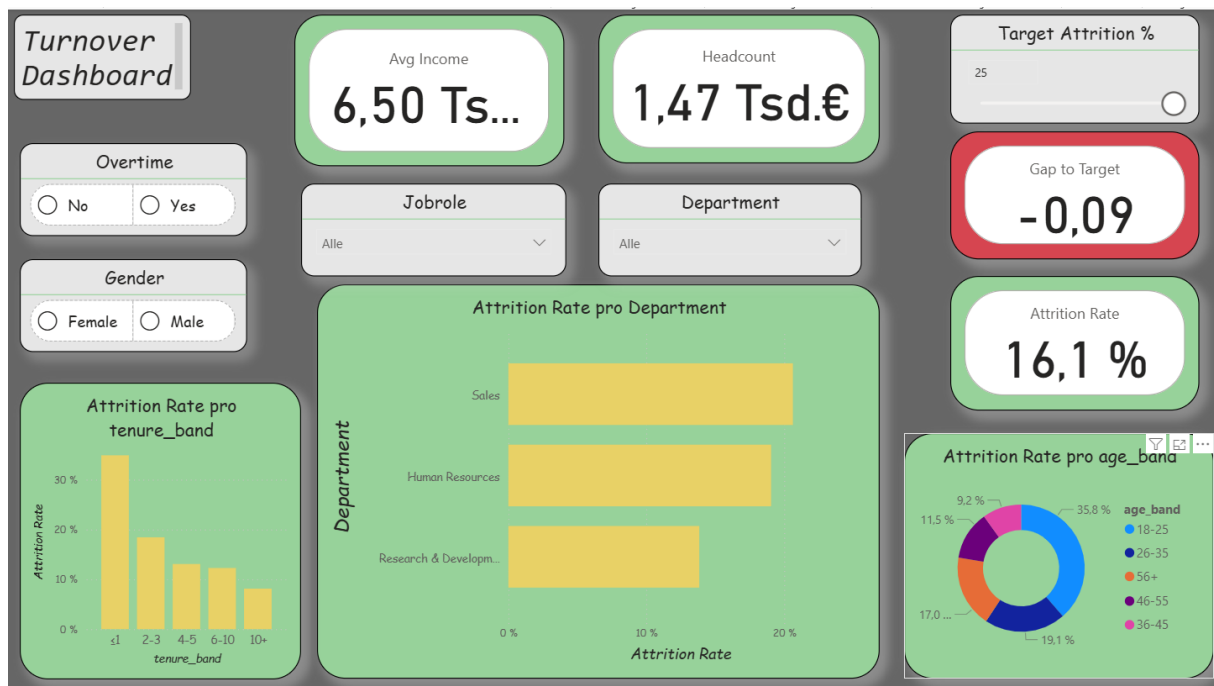 Turnover
Dashboard
Avg Income
6,50 Ts...
Headcount
1,47 Tsd.€
Target Attrition %
25
Overtime
No
Yes
Jobrole
Alle
Department
Alle
Gap to Target
-0,09
Gender
Female
Male
Attrition Rate
16,1 %
Attrition Rate pro
tenure_band
Attrition Rate
30 %
20 %
10 %
0 %
≤1
2-3
4-5
6-10
10+
tenure_band
Attrition Rate pro Department
Department
Sales
Human Resources
Research & Developm...
0 %
10 %
20 %
Attrition Rate
Attrition Rate pro age_band
9.2 %
11.5 %
17.0 ...
35.8 %
19.1 %
age_band
18-25
26-35
56+
46-55
36-45